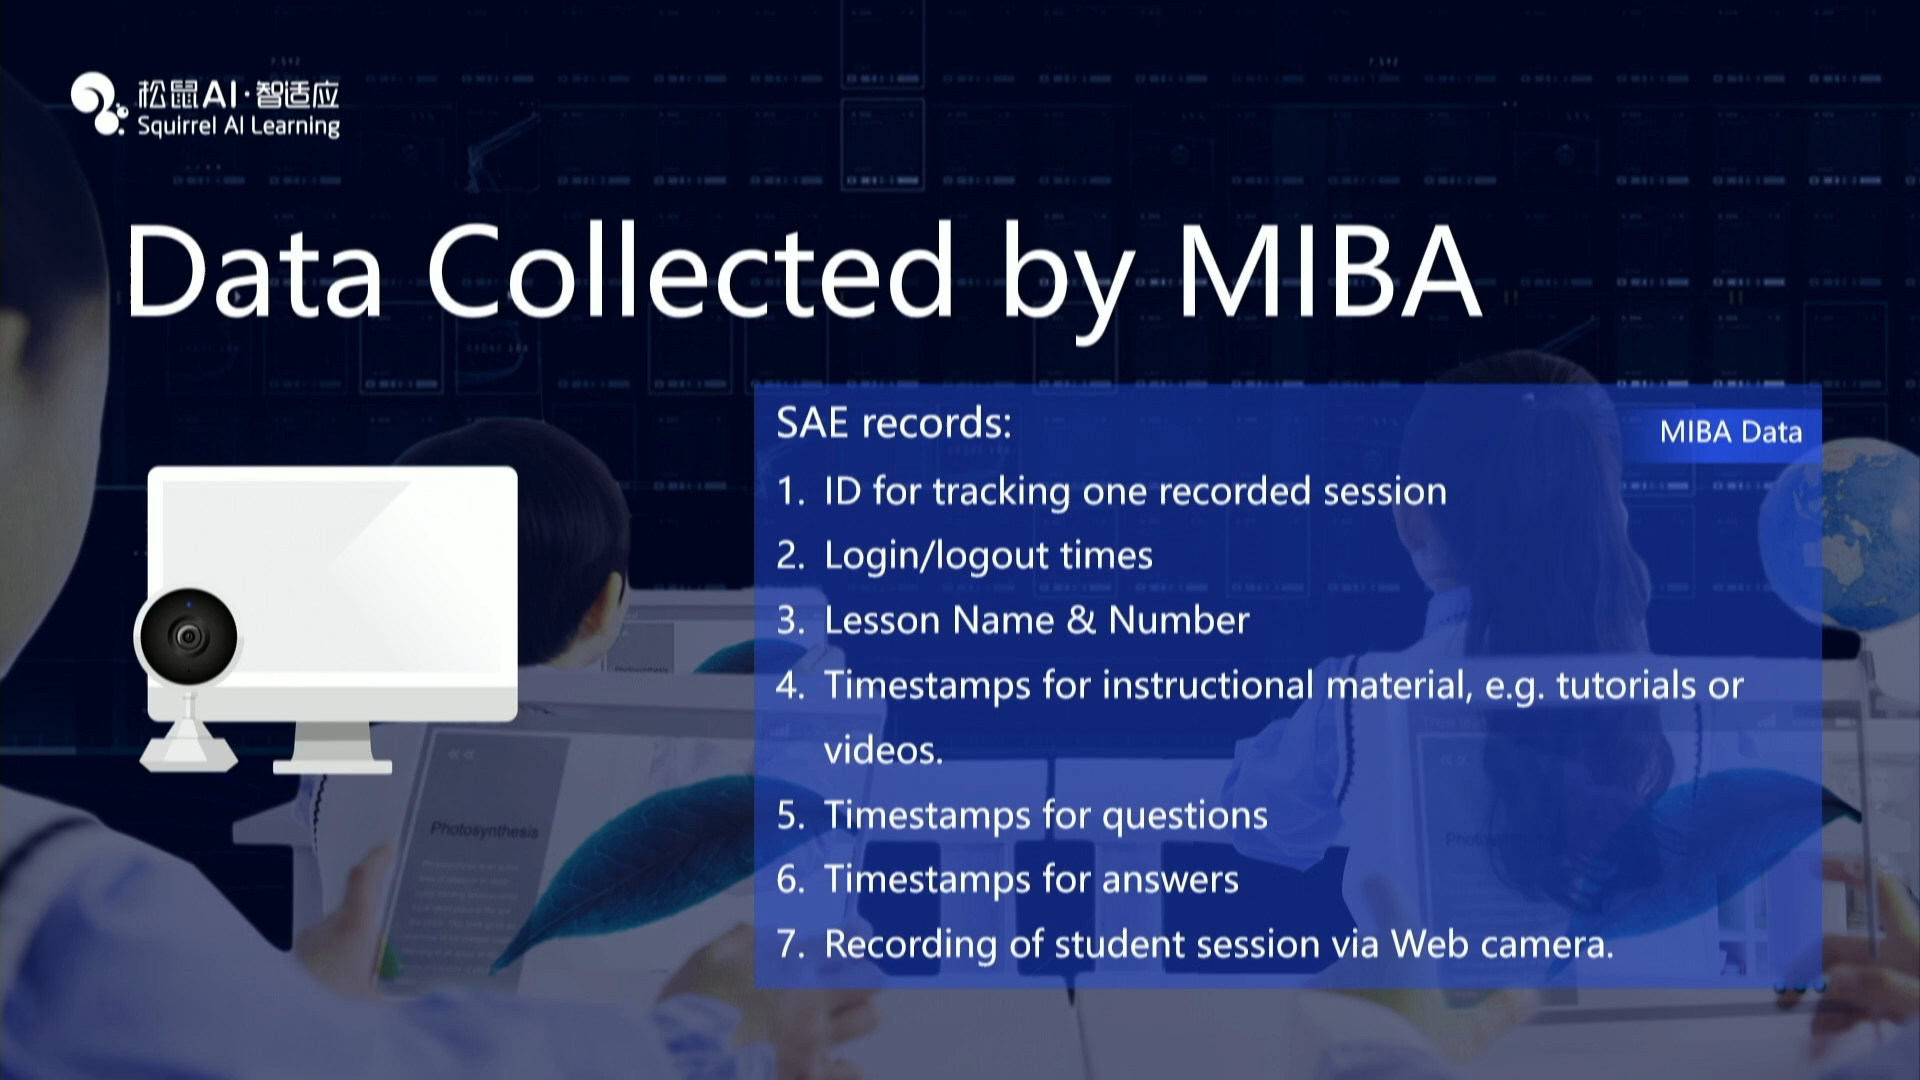 松鼠AI·智适应
Squirrel AI Learning
Data Collected by MIBA
MIBA Data
SAE records:
1. ID for tracking one recorded session
2. Login/logout times
3. Lesson Name & Number
4. Timestamps for instructional material, e.g. tutorials or
videos.
5. Timestamps for questions
6. Timestamps for answers
7. Recording of student session via Web camera.
Photosynthesis